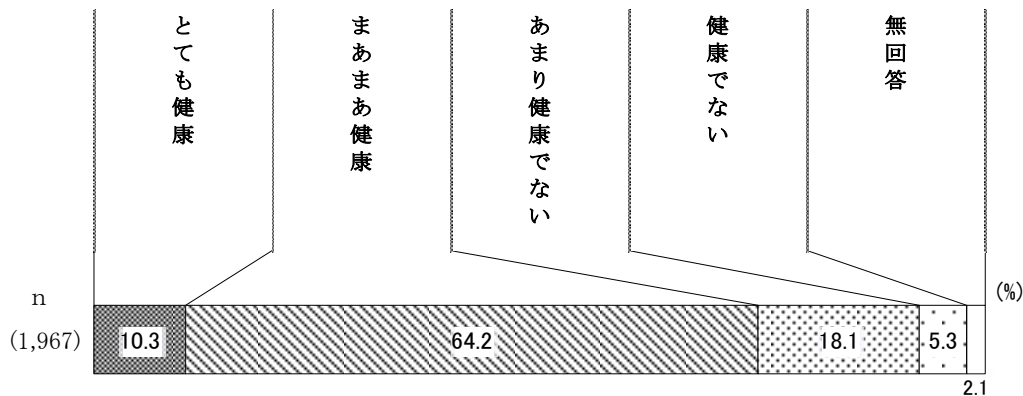 とても健康
まあまあ健康
あまり健康でない
健康でない
無回答
n
(%)
(1,967)
10.3
64.2
18.1
5.3
2.1